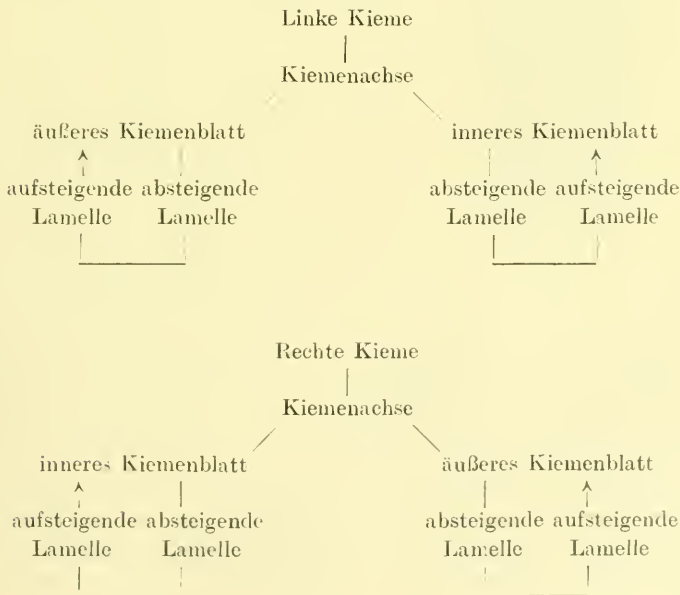 Linke Kieme
Kiemenachse
äußeres Kiemenblatt inneres Kiemenblatt
aufsteigende absteigende absteigende aufsteigende
Lamelle Lamelle Lamelle Lamelle
Rechte Kieme
Kiemenachse
inneres Kiemenblatt äußeres Kiemenblatt
aufsteigende absteigende absteigende aufsteigende
Lamelle Lamelle Lamelle Lamelle